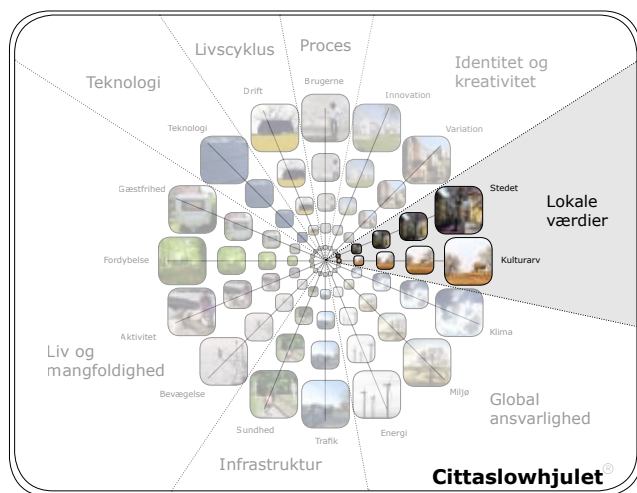 Livscyklus
Proces
Identitet og
kreativitet
Teknologi
Drift
Brugerne
Innovation
Teknologi
Variation
Gæstfrihed
Stedet
Lokale
værdier
Fordybelse
Kulturarv
Aktivitet
Klima
Liv og
mangfoldighed
Bevægelse
Miljø
Global
ansvarlighed
Sundhed
Trafik
Energi
Infrastruktur
Cittaslowhjulet®